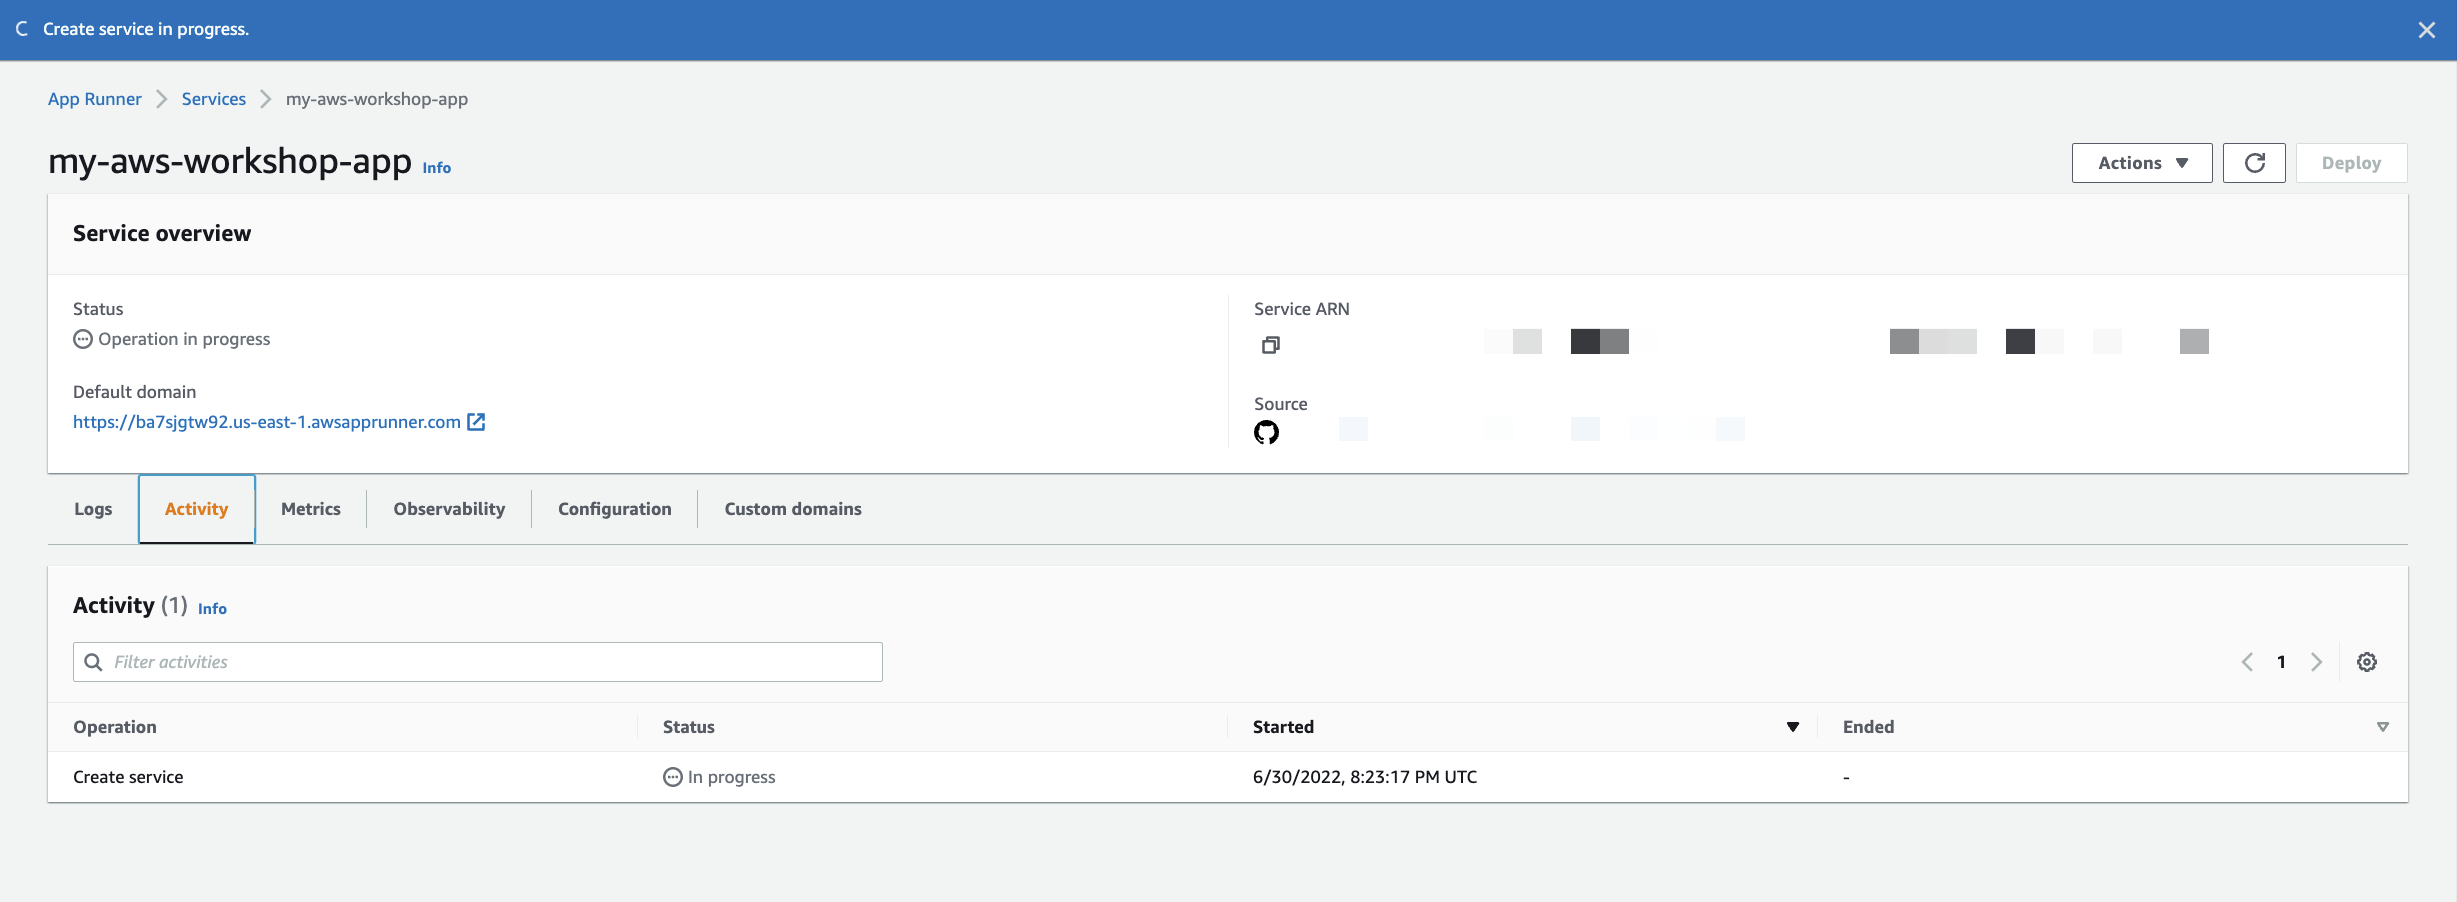 Create service in progress.
App Runner Services my-aws-workshop-app
my-aws-workshop-app Info
Actions Deploy
Service overview
Status
Operation in progress
Default domain
https://ba7sjgtw92.us-east-1.awsapprunner.com
Service ARN
Source
Logs Activity Metrics Observability Configuration Custom domains
Activity (1) Info
Filter activities
1
Operation Status Started Ended
Create service In progress 6/30/2022, 8:23:17 PM UTC -